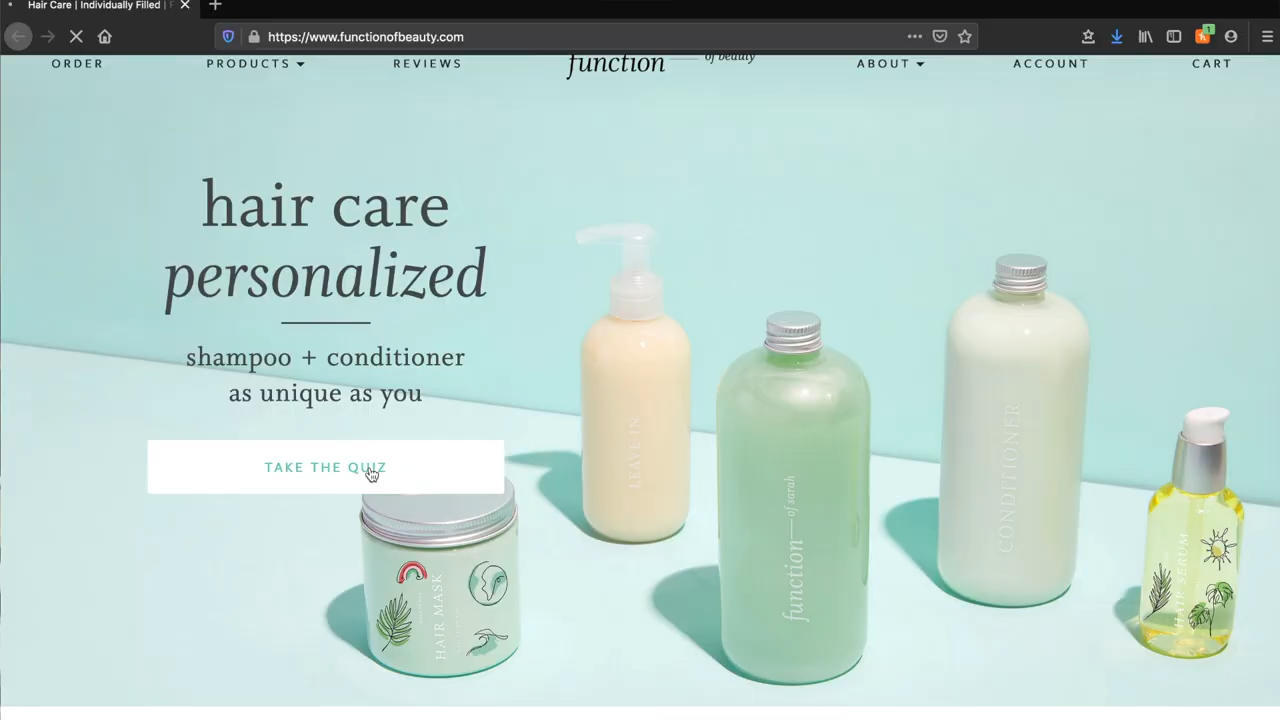 Hair Care | Individually Filled | F
https://www.functionofbeauty.com
1
ORDER
PRODUCTS
REVIEWS
function of beauty
ABOUT
ACCOUNT
CART
hair care
personalized
shampoo + conditioner
as unique as you
TAKE THE QUIZ
LEAVE IN
function of sarah
CONDITIONER
HAIR MASK
HAIR SERUM